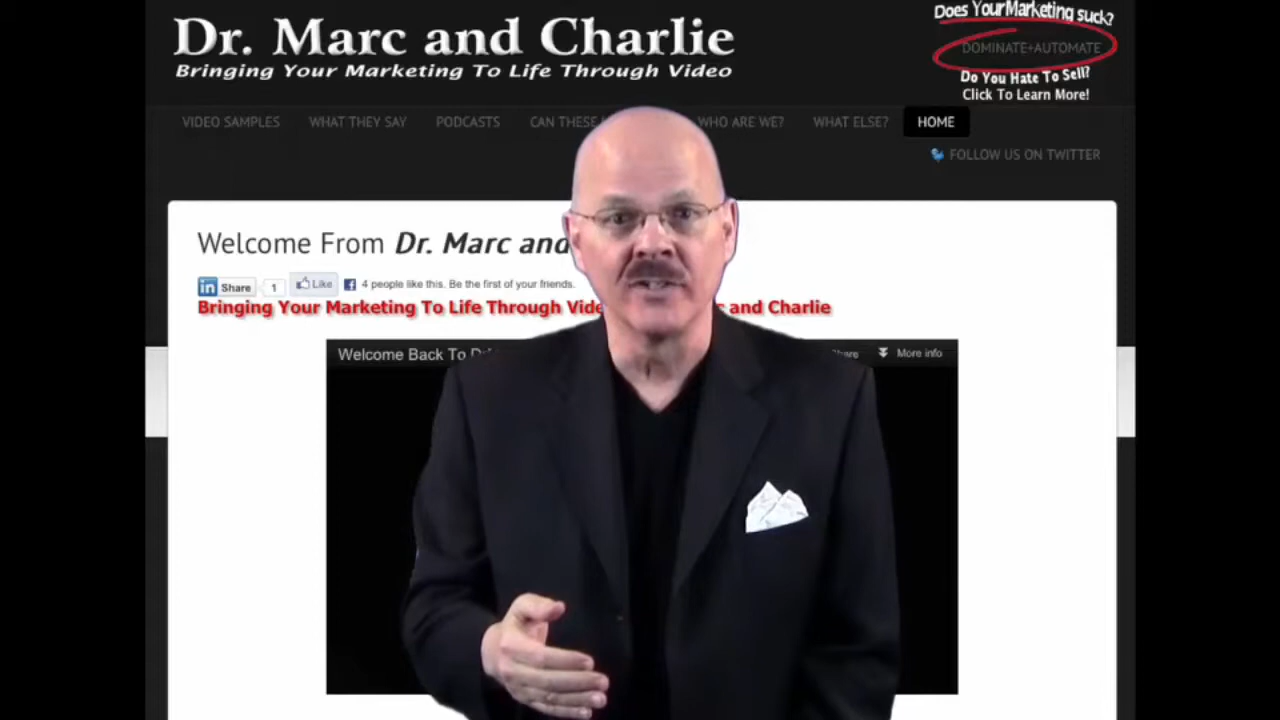 Dr. Marc and Charlie
Bringing Your Marketing To Life Through Video
Does Your Marketing suck?
DOMINATE+AUTOMATE
Do You Hate To Sell?
Click To Learn More!
VIDEO SAMPLES WHAT THEY SAY PODCASTS CAN THESE WHO ARE WE? WHAT ELSE? HOME
FOLLOW US ON TWITTER
Welcome From Dr. Marc and
in Share 1 Like f 4 people like this. Be the first of your friends.
Bringing Your Marketing To Life Through and Charlie
Welcome Back To More info